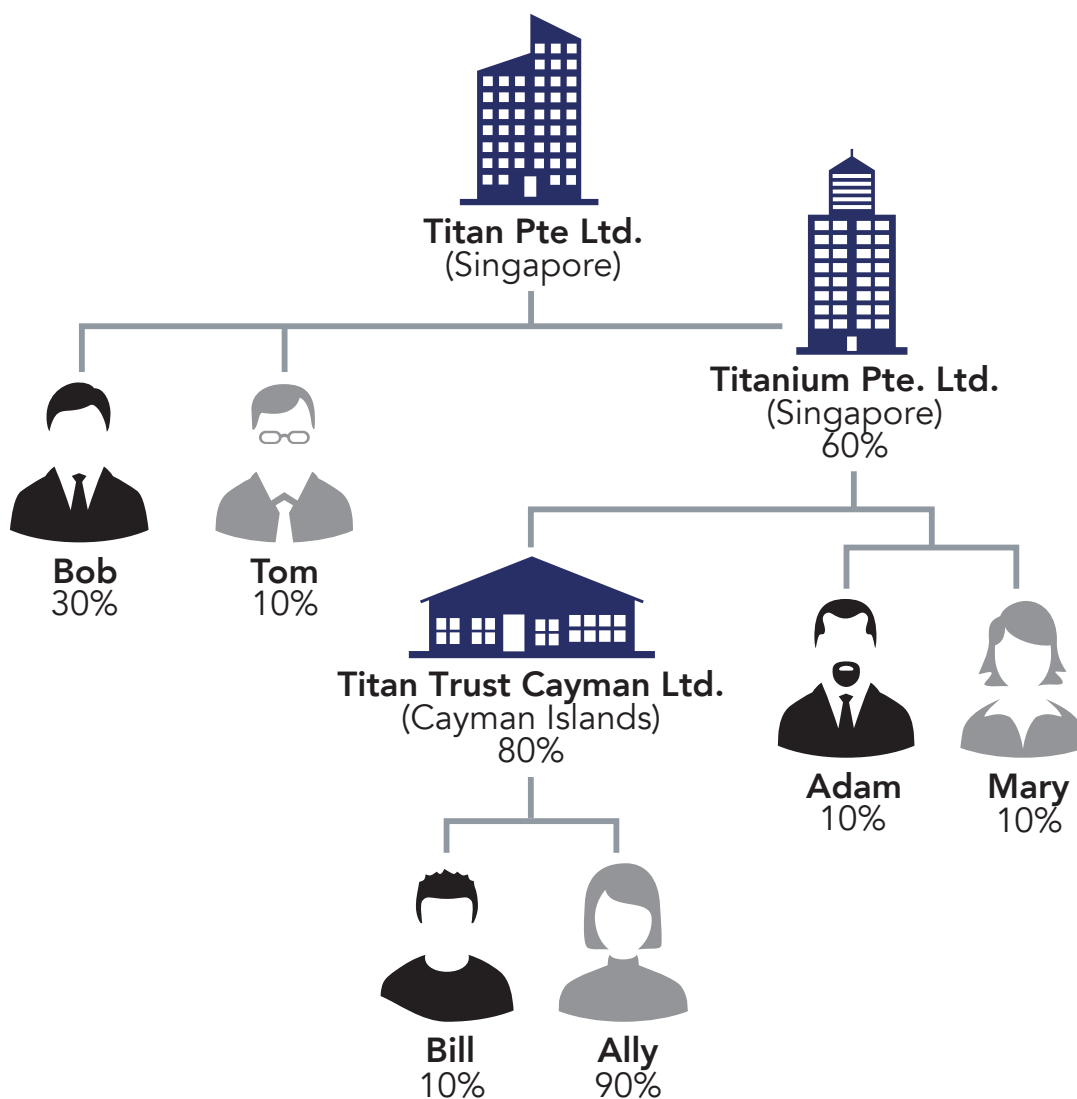 Titan Pte Ltd.
(Singapore)
Titanium Pte. Ltd.
(Singapore)
60%
Bob
30%
Tom
10%
Titan Trust Cayman Ltd.
(Cayman Islands)
80%
Adam
10%
Mary
10%
Bill
10%
Ally
90%